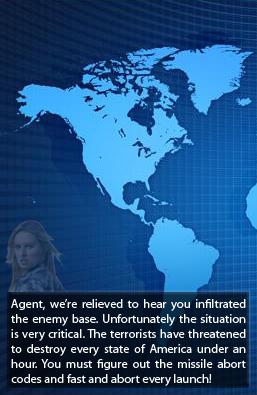 Agent, we're relieved to hear you infiltrated
the enemy base. Unfortunately the situation
is very critical. The terrorists have threatened
to destroy every state of America under an
hour. You must figure out the missile abort
codes and fast and abort every launch!